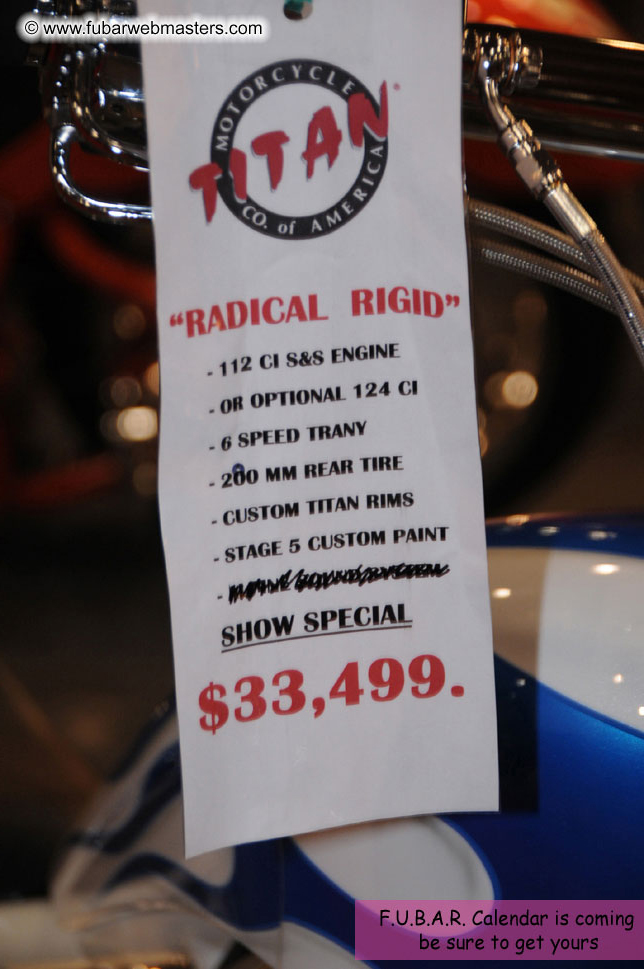 © www.fubarwebmasters.com
MOTORCYCLE
TITAN®
CO. of AMERICA
“RADICAL RIGID”
- 112 CI S&S ENGINE
- OR OPTIONAL 124 CI
- 6 SPEED TRANY
- 200 MM REAR TIRE
- CUSTOM TITAN RIMS
- STAGE 5 CUSTOM PAINT
-
SHOW SPECIAL
$33,499.
F.U.B.A.R. Calendar is coming
be sure to get yours